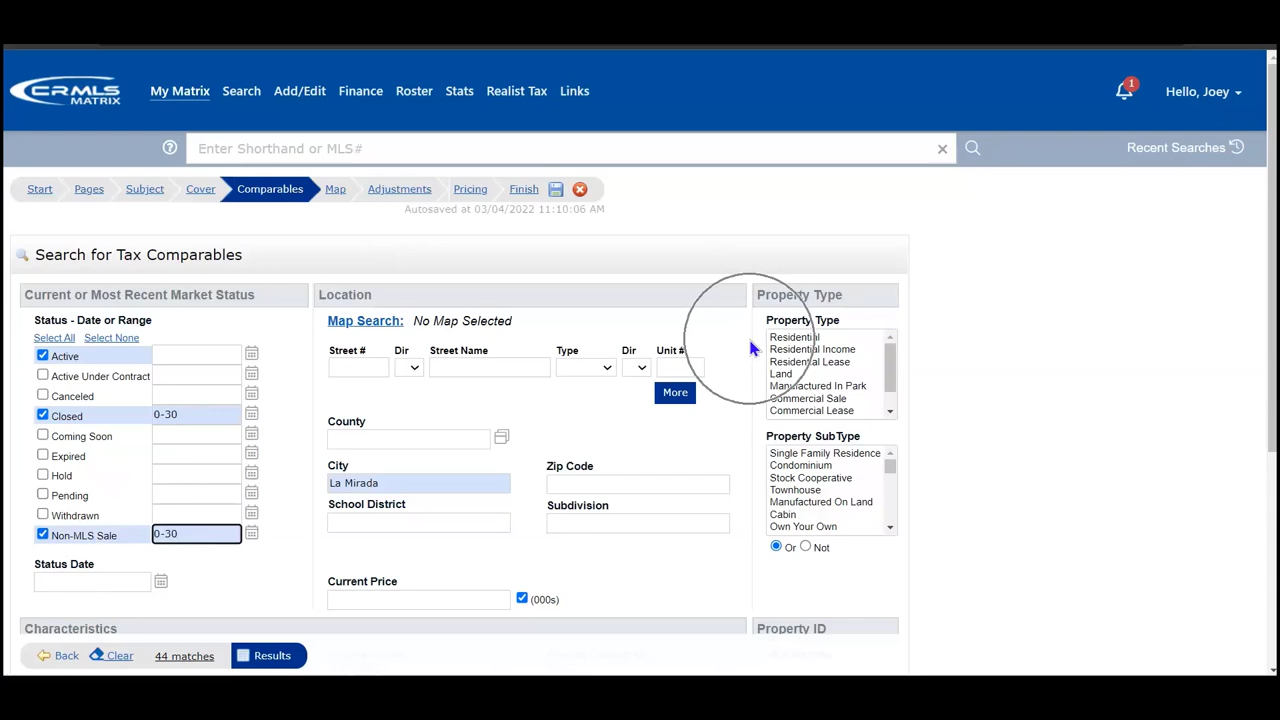 CRMLS
MATRIX
My Matrix Search Add/Edit Finance Roster Stats Realist Tax Links
1
Hello, Joey
Enter Shorthand or MLS#
Recent Searches
Start Pages Subject Cover Comparables Map Adjustments Pricing Finish
Autosaved at 03/04/2022 11:10:06 AM
Search for Tax Comparables
Current or Most Recent Market Status
Status - Date or Range
Select All Select None
Active
Active Under Contract
Canceled
Closed 0-30
Coming Soon
Expired
Hold
Pending
Withdrawn
Non-MLS Sale 0-30
Status Date
Location
Map Search: No Map Selected
Street # Dir Street Name Type Dir Unit #
More
County
City Zip Code
La Mirada
School District Subdivision
Current Price
(000s)
Property Type
Property Type
Residential
Residential Income
Residential Lease
Land
Manufactured In Park
Commercial Sale
Commercial Lease
Property SubType
Single Family Residence
Condominium
Stock Cooperative
Townhouse
Manufactured On Land
Cabin
Own Your Own
Or Not
Characteristics Property ID
Back Clear 44 matches Results